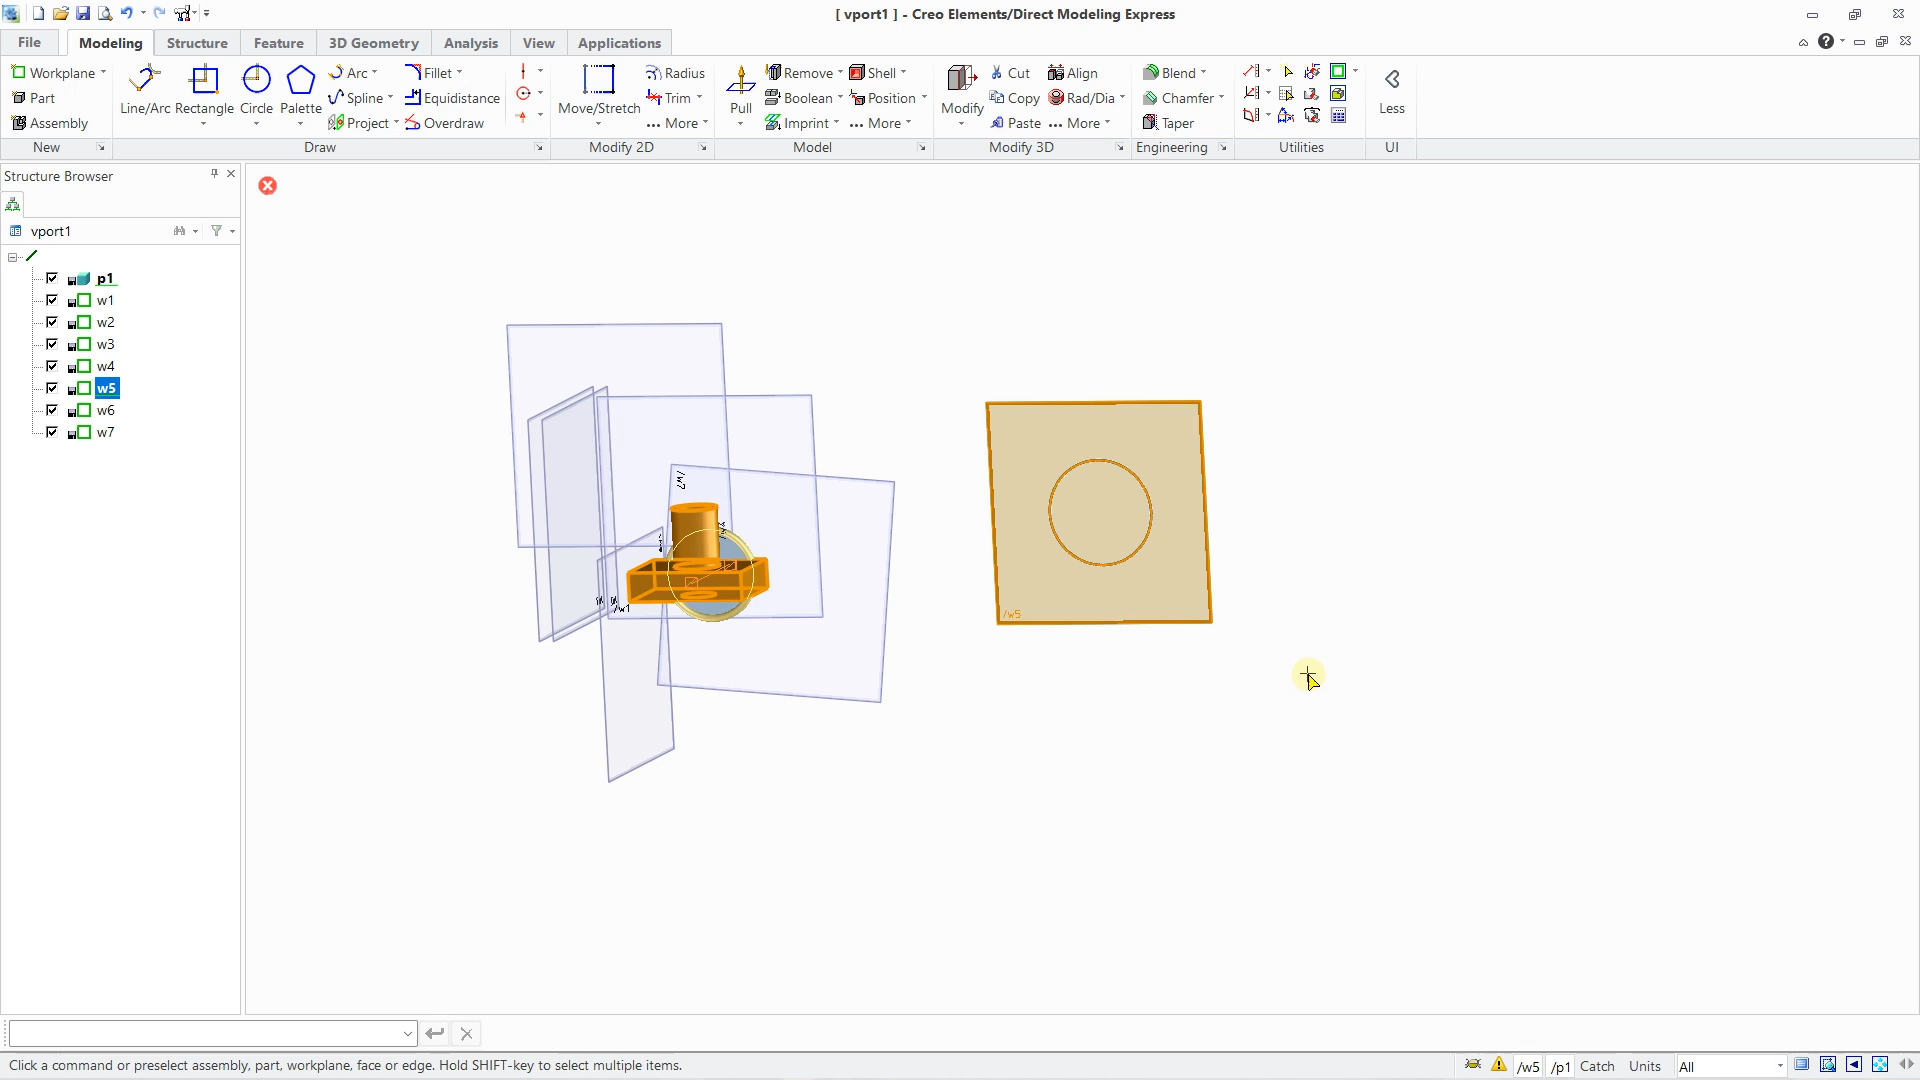 [ vport1 ] - Creo Elements/Direct Modeling Express
File Modeling Structure Feature 3D Geometry Analysis View Applications
Workplane
Part
Assembly
New
Line/Arc
Rectangle
Circle
Palette
Arc
Spline
Project
Fillet
Equidistance
Overdraw
Draw
Move/Stretch
Radius
Trim
More
Modify 2D
Pull
Remove
Boolean
Imprint
Shell
Position
More
Model
Modify
Cut
Copy
Paste
Align
Rad/Dia
More
Modify 3D
Blend
Chamfer
Taper
Engineering
Utilities
Less
UI
Structure Browser
vport1
p1
w1
w2
w3
w4
w5
w6
w7
/w7
/w1
/w5
Click a command or preselect assembly, part, workplane, face or edge. Hold SHIFT-key to select multiple items.
/w5 /p1 Catch Units All